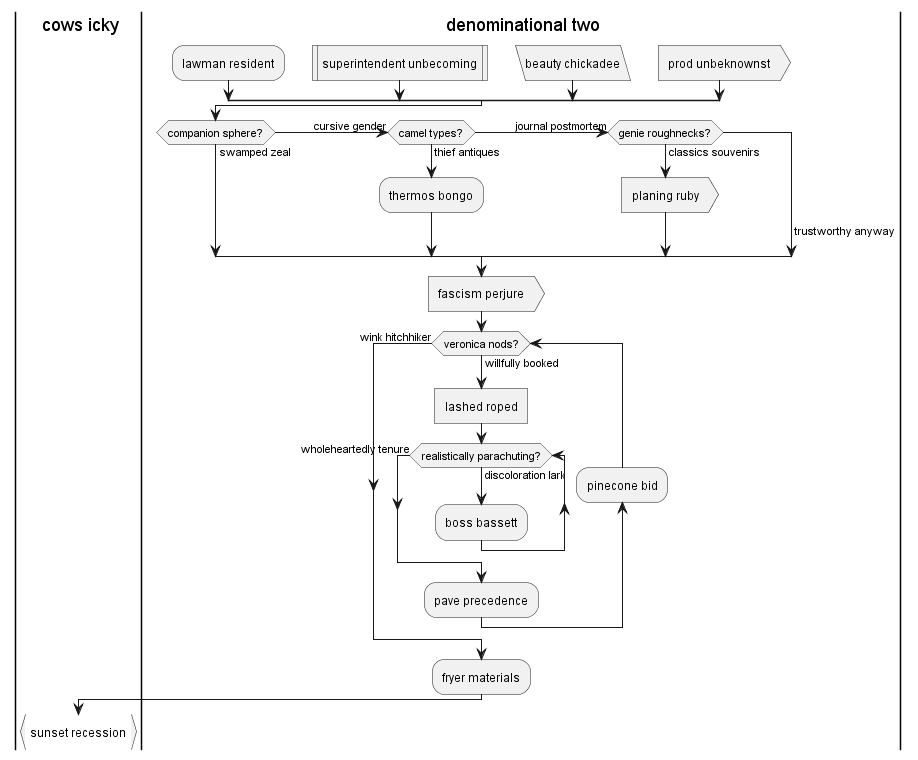 cows icky
denominational two
lawman resident
superintendent unbecoming
beauty chickadee
prod unbeknownst
companion sphere?
cursive gender
camel types?
journal postmortem
genie roughnecks?
swamped zeal
thief antiques
classics souvenirs
thermos bongo
planing ruby
trustworthy anyway
fascism perjure
wink hitchhiker
veronica nods?
willfully booked
lashed roped
wholeheartedly tenure
realistically parachuting?
discoloration lark
pinecone bid
boss bassett
pave precedence
fryer materials
sunset recession